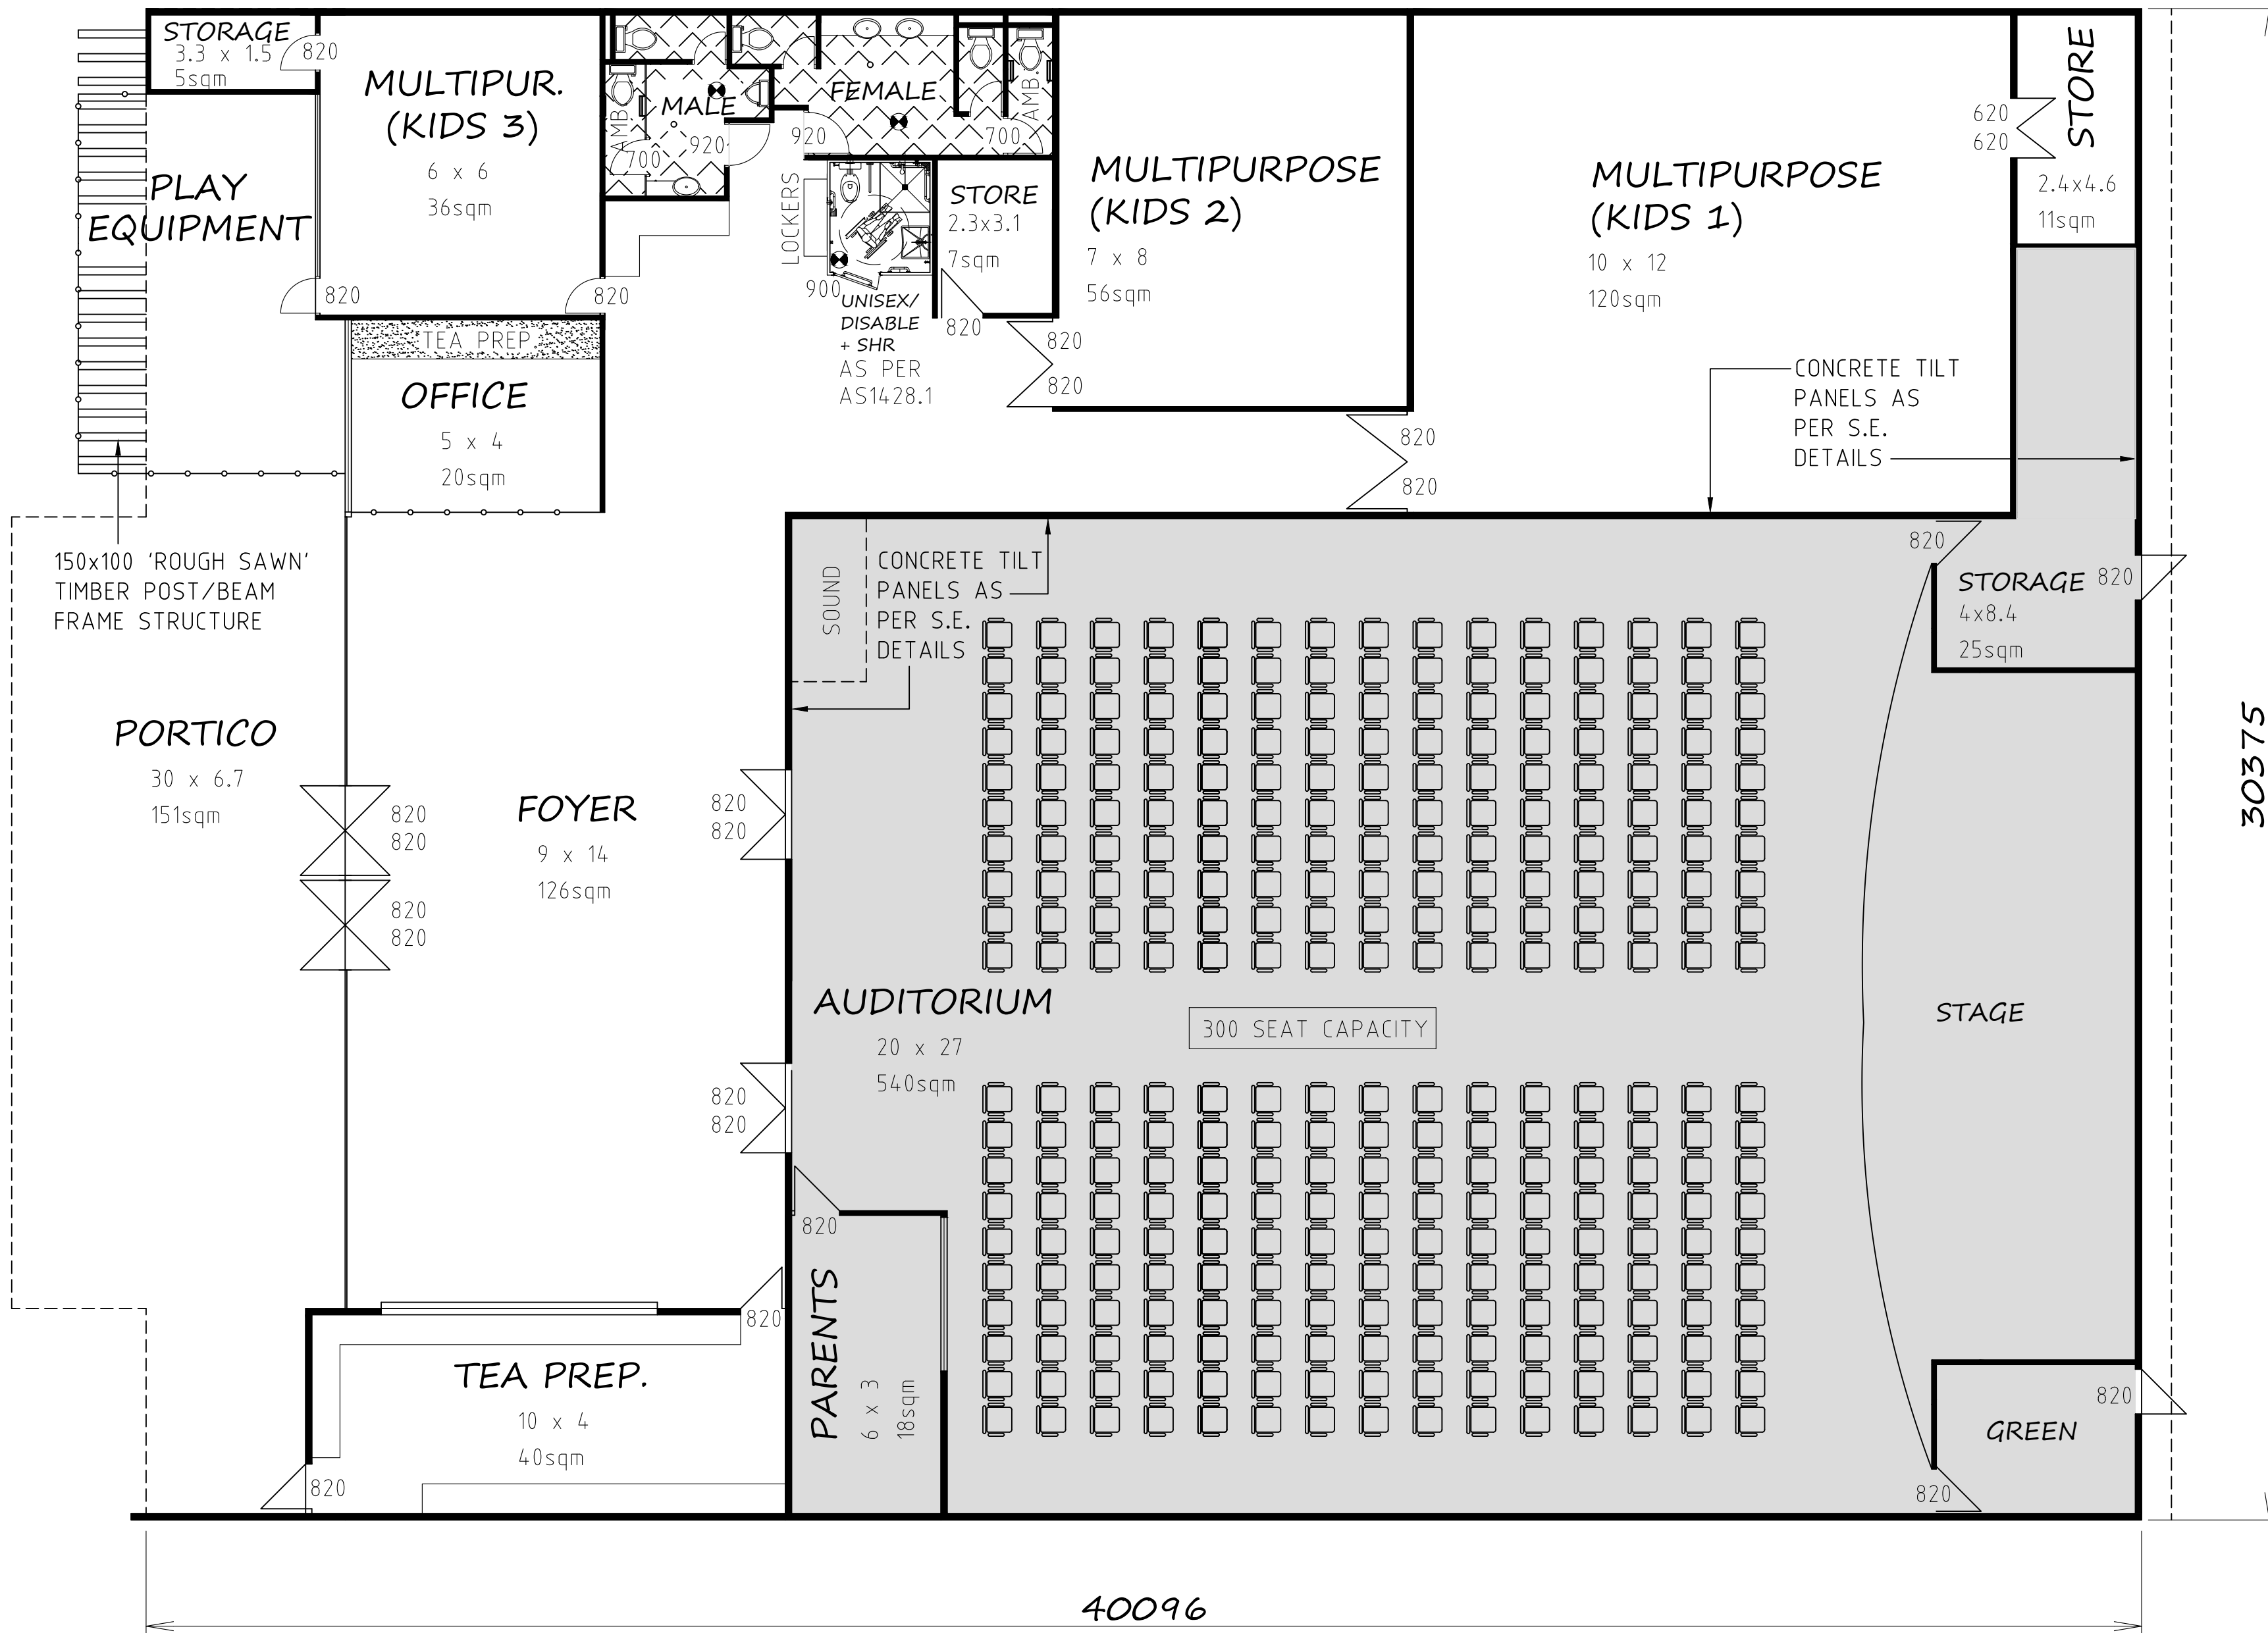 STORAGE
3.3 x 1.5
5sqm
820
MULTIPUR.
(KIDS 3)
6 x 6
36sqm
PLAY
EQUIPMENT
820
820
MALE
AMB.
700
920
FEMALE
920
700
AMB.
LOCKERS
900
UNISEX/
DISABLE
+ SHR
AS PER
AS1428.1
STORE
2.3x3.1
7sqm
820
MULTIPURPOSE
(KIDS 2)
7 x 8
56sqm
820
820
MULTIPURPOSE
(KIDS 1)
10 x 12
120sqm
820
820
620
620
STORE
2.4x4.6
11sqm
CONCRETE TILT
PANELS AS
PER S.E.
DETAILS
TEA PREP.
OFFICE
5 x 4
20sqm
150x100 'ROUGH SAWN'
TIMBER POST/BEAM
FRAME STRUCTURE
PORTICO
30 x 6.7
151sqm
820
820
820
820
FOYER
9 x 14
126sqm
820
820
820
820
SOUND
CONCRETE TILT
PANELS AS
PER S.E.
DETAILS
820
STORAGE
4x8.4
25sqm
820
AUDITORIUM
20 x 27
540sqm
300 SEAT CAPACITY
STAGE
820
PARENTS
6 x 3
18sqm
820
TEA PREP.
10 x 4
40sqm
820
GREEN
820
820
30375
40096